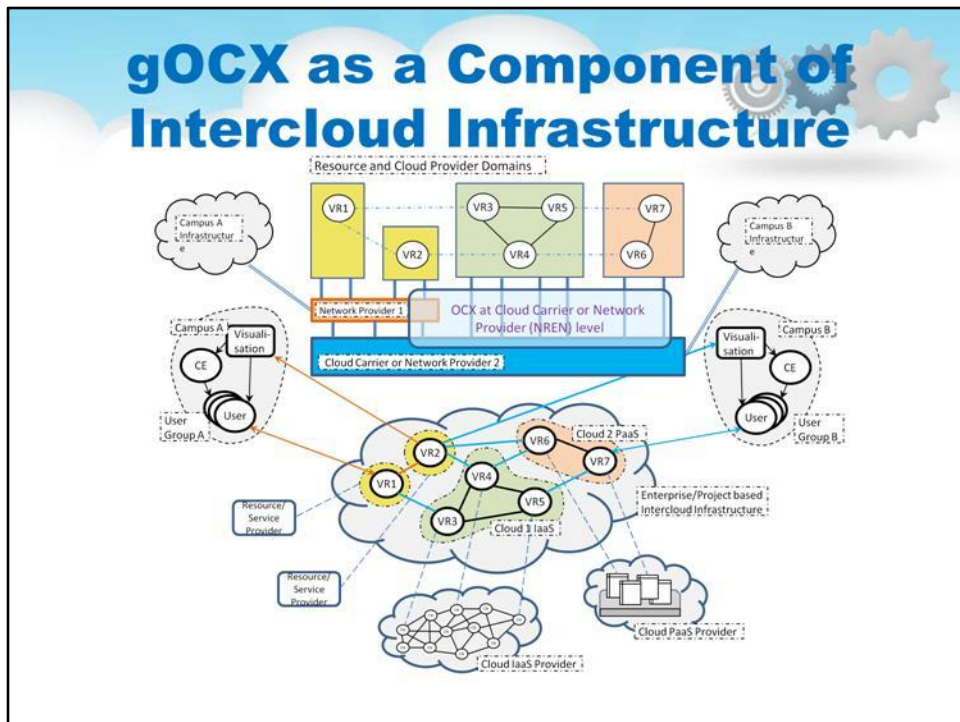 gOCX as a Component of
Intercloud Infrastructure
Resource and Cloud Provider Domains
VR1
VR3
VR5
VR7
VR2
VR4
VR6
Campus A
Infrastructur
e
Campus B
Infrastructur
e
Network Provider 1
OCX at Cloud Carrier or Network
Provider (NREN) level
Cloud Carrier or Network Provider 2
Campus A
Visuali-
sation
CE
User
User
Group A
Campus B
Visuali-
sation
CE
User
User
Group B
VR6
Cloud 2 PaaS
VR2
VR7
VR4
VR1
VR5
VR3
Cloud 1 IaaS
Enterprise/Project based
Intercloud Infrastructure
Resource/
Service
Provider
Resource/
Service
Provider
Cloud IaaS Provider
Cloud PaaS Provider